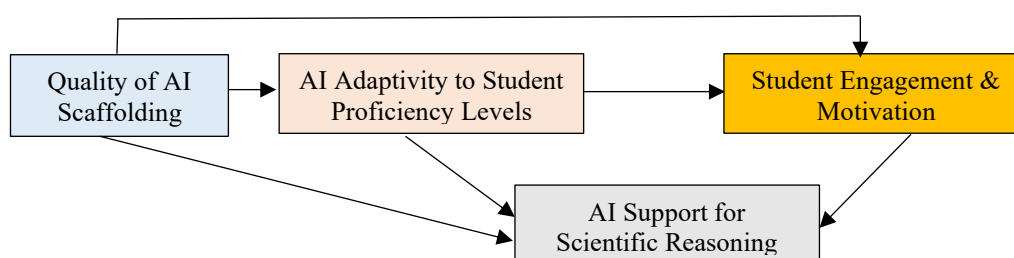 Quality of AI
Scaffolding
AI Adaptivity to Student
Proficiency Levels
Student Engagement &
Motivation
AI Support for
Scientific Reasoning